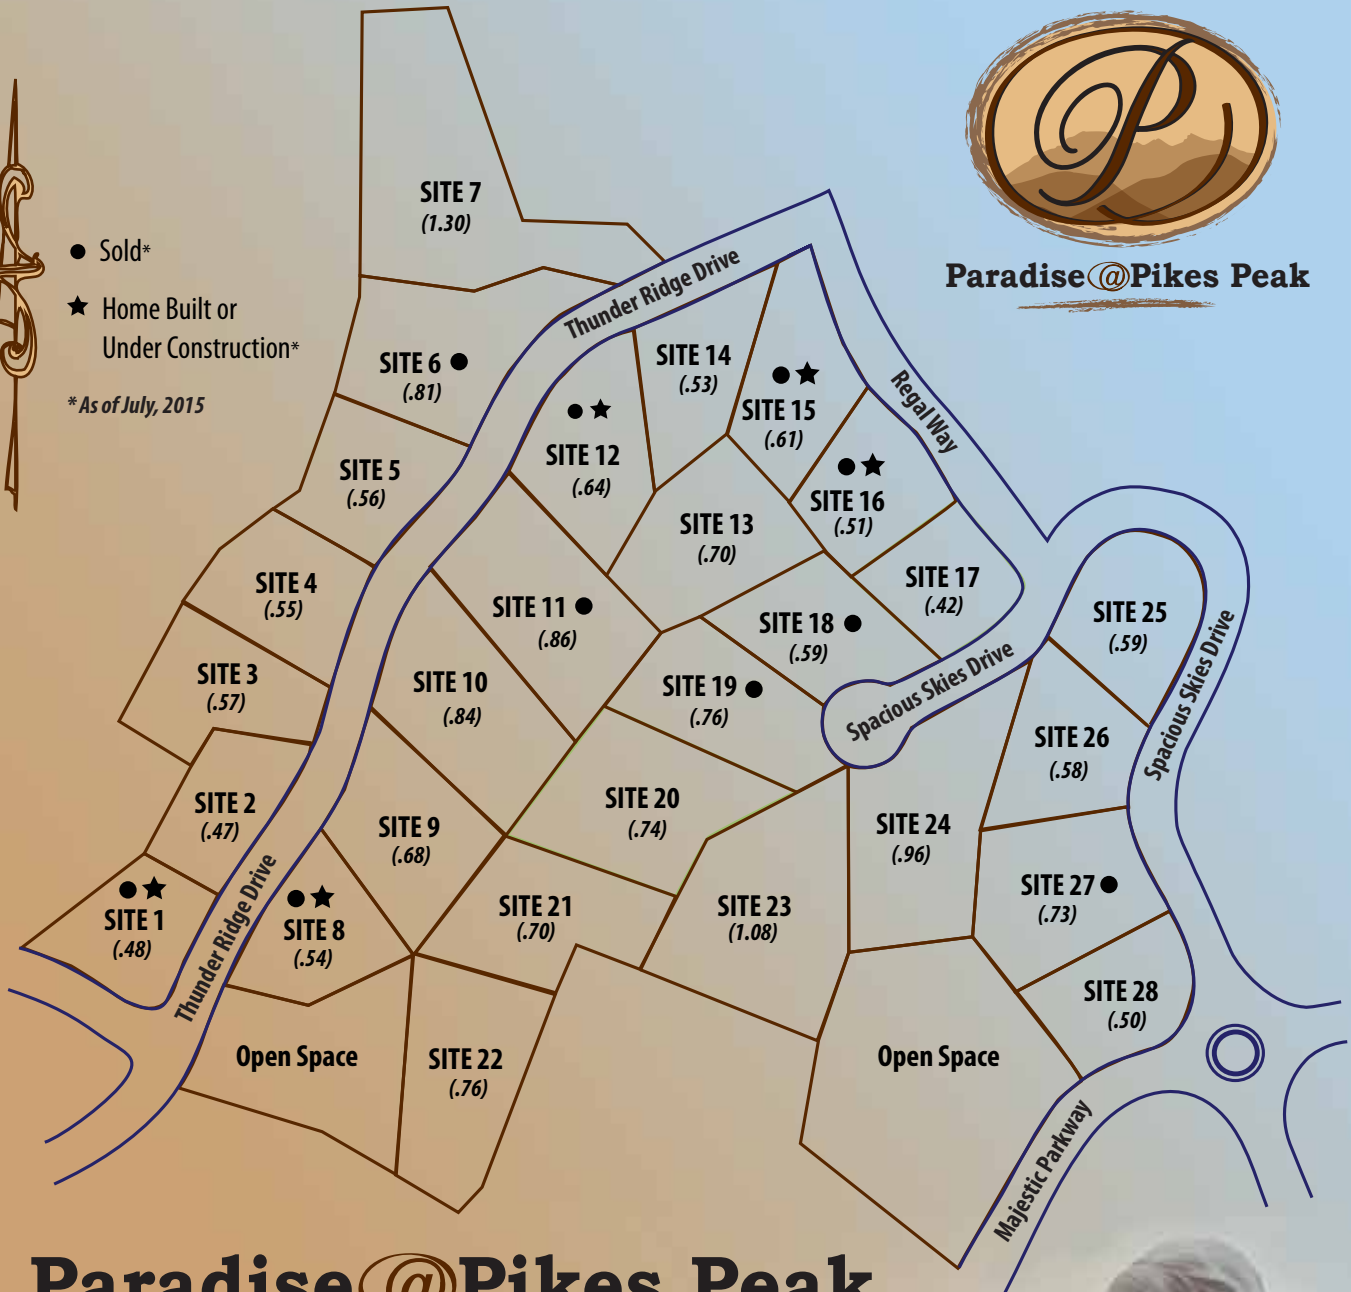 Sold*
Home Built or
Under Construction*
* As of July, 2015
P
Paradise@Pikes Peak
SITE 7
(1.30)
Thunder Ridge Drive
SITE 6
(.81)
SITE 14
(.53)
SITE 15
(.61)
Regal Way
SITE 5
(.56)
SITE 12
(.64)
SITE 16
(.51)
SITE 13
(.70)
SITE 4
(.55)
SITE 11
(.86)
SITE 17
(.42)
SITE 18
(.59)
SITE 25
(.59)
SITE 3
(.57)
SITE 10
(.84)
SITE 19
(.76)
Spacious Skies Drive
Spacious Skies Drive
SITE 26
(.58)
SITE 2
(.47)
SITE 9
(.68)
SITE 20
(.74)
SITE 24
(.96)
SITE 1
(.48)
Thunder Ridge Drive
SITE 8
(.54)
SITE 21
(.70)
SITE 23
(1.08)
SITE 27
(.73)
SITE 28
(.50)
Open Space
SITE 22
(.76)
Open Space
Majestic Parkway
Paradise@Pikes Peak